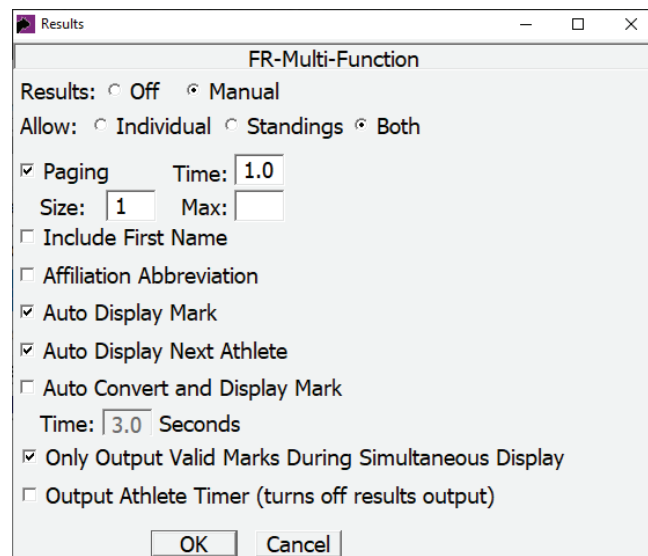 Results
FR-Multi-Function
Results: Off Manual
Allow: Individual Standings Both
Paging Time: 1.0
Size: 1 Max:
Include First Name
Affiliation Abbreviation
Auto Display Mark
Auto Display Next Athlete
Auto Convert and Display Mark
Time: 3.0 Seconds
Only Output Valid Marks During Simultaneous Display
Output Athlete Timer (turns off results output)
OK Cancel